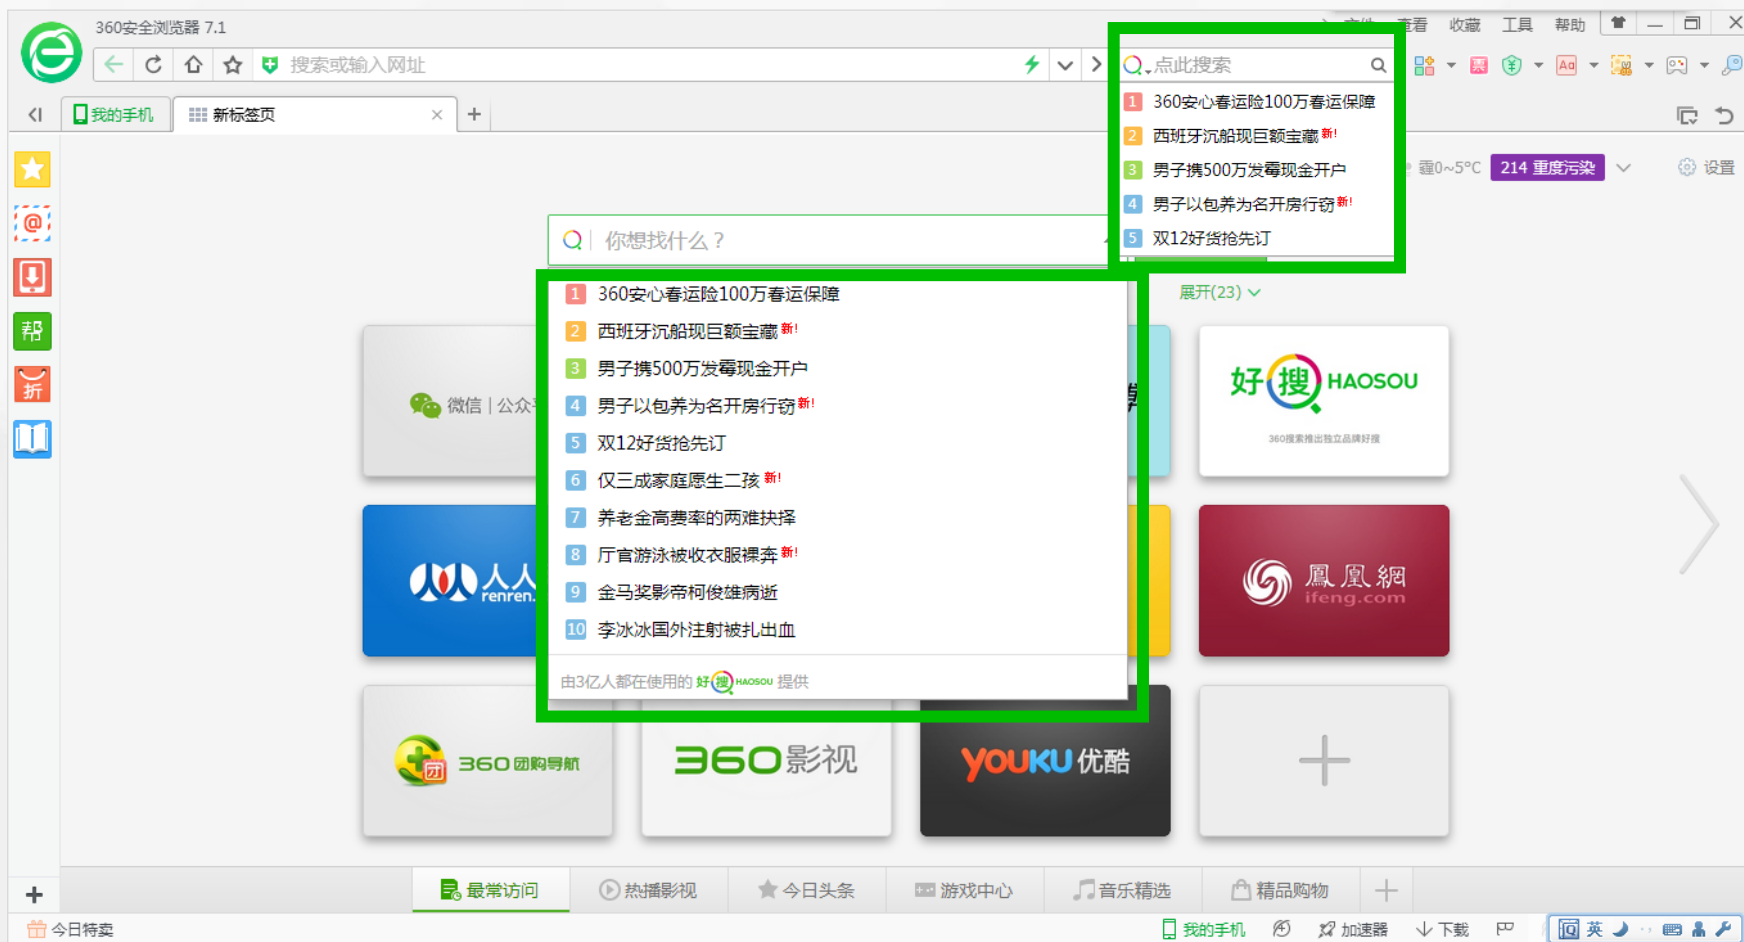 360安全浏览器 7.1
查看 收藏 工具 帮助
搜索或输入网址
点此搜索
我的手机
新标签页
1 360安心春运险100万春运保障
2 西班牙沉船现巨额宝藏 新!
3 男子携500万发霉现金开户
4 男子以包养为名开房行窃 新!
5 双12好货抢先订
霾0~5°C 214 重度污染 设置
你想找什么？
1 360安心春运险100万春运保障
2 西班牙沉船现巨额宝藏 新!
3 男子携500万发霉现金开户
4 男子以包养为名开房行窃 新!
5 双12好货抢先订
6 仅三成家庭愿生二孩 新!
7 养老金高费率的两难抉择
8 厅官游泳被收衣服裸奔 新!
9 金马奖影帝柯俊雄病逝
10 李冰冰国外注射被扎出血
由3亿人都在使用的 好搜 HAOSOU 提供
展开(23)
帮
折
微信 | 公众
好搜 HAOSOU
360搜索推出独立品牌好搜
人人
renren.
鳳凰網
ifeng.com
360团购导航
360影视
YOUKU 优酷
最常访问 热播影视 今日头条 游戏中心 音乐精选 精品购物
今日特卖
我的手机 加速器 下载
英